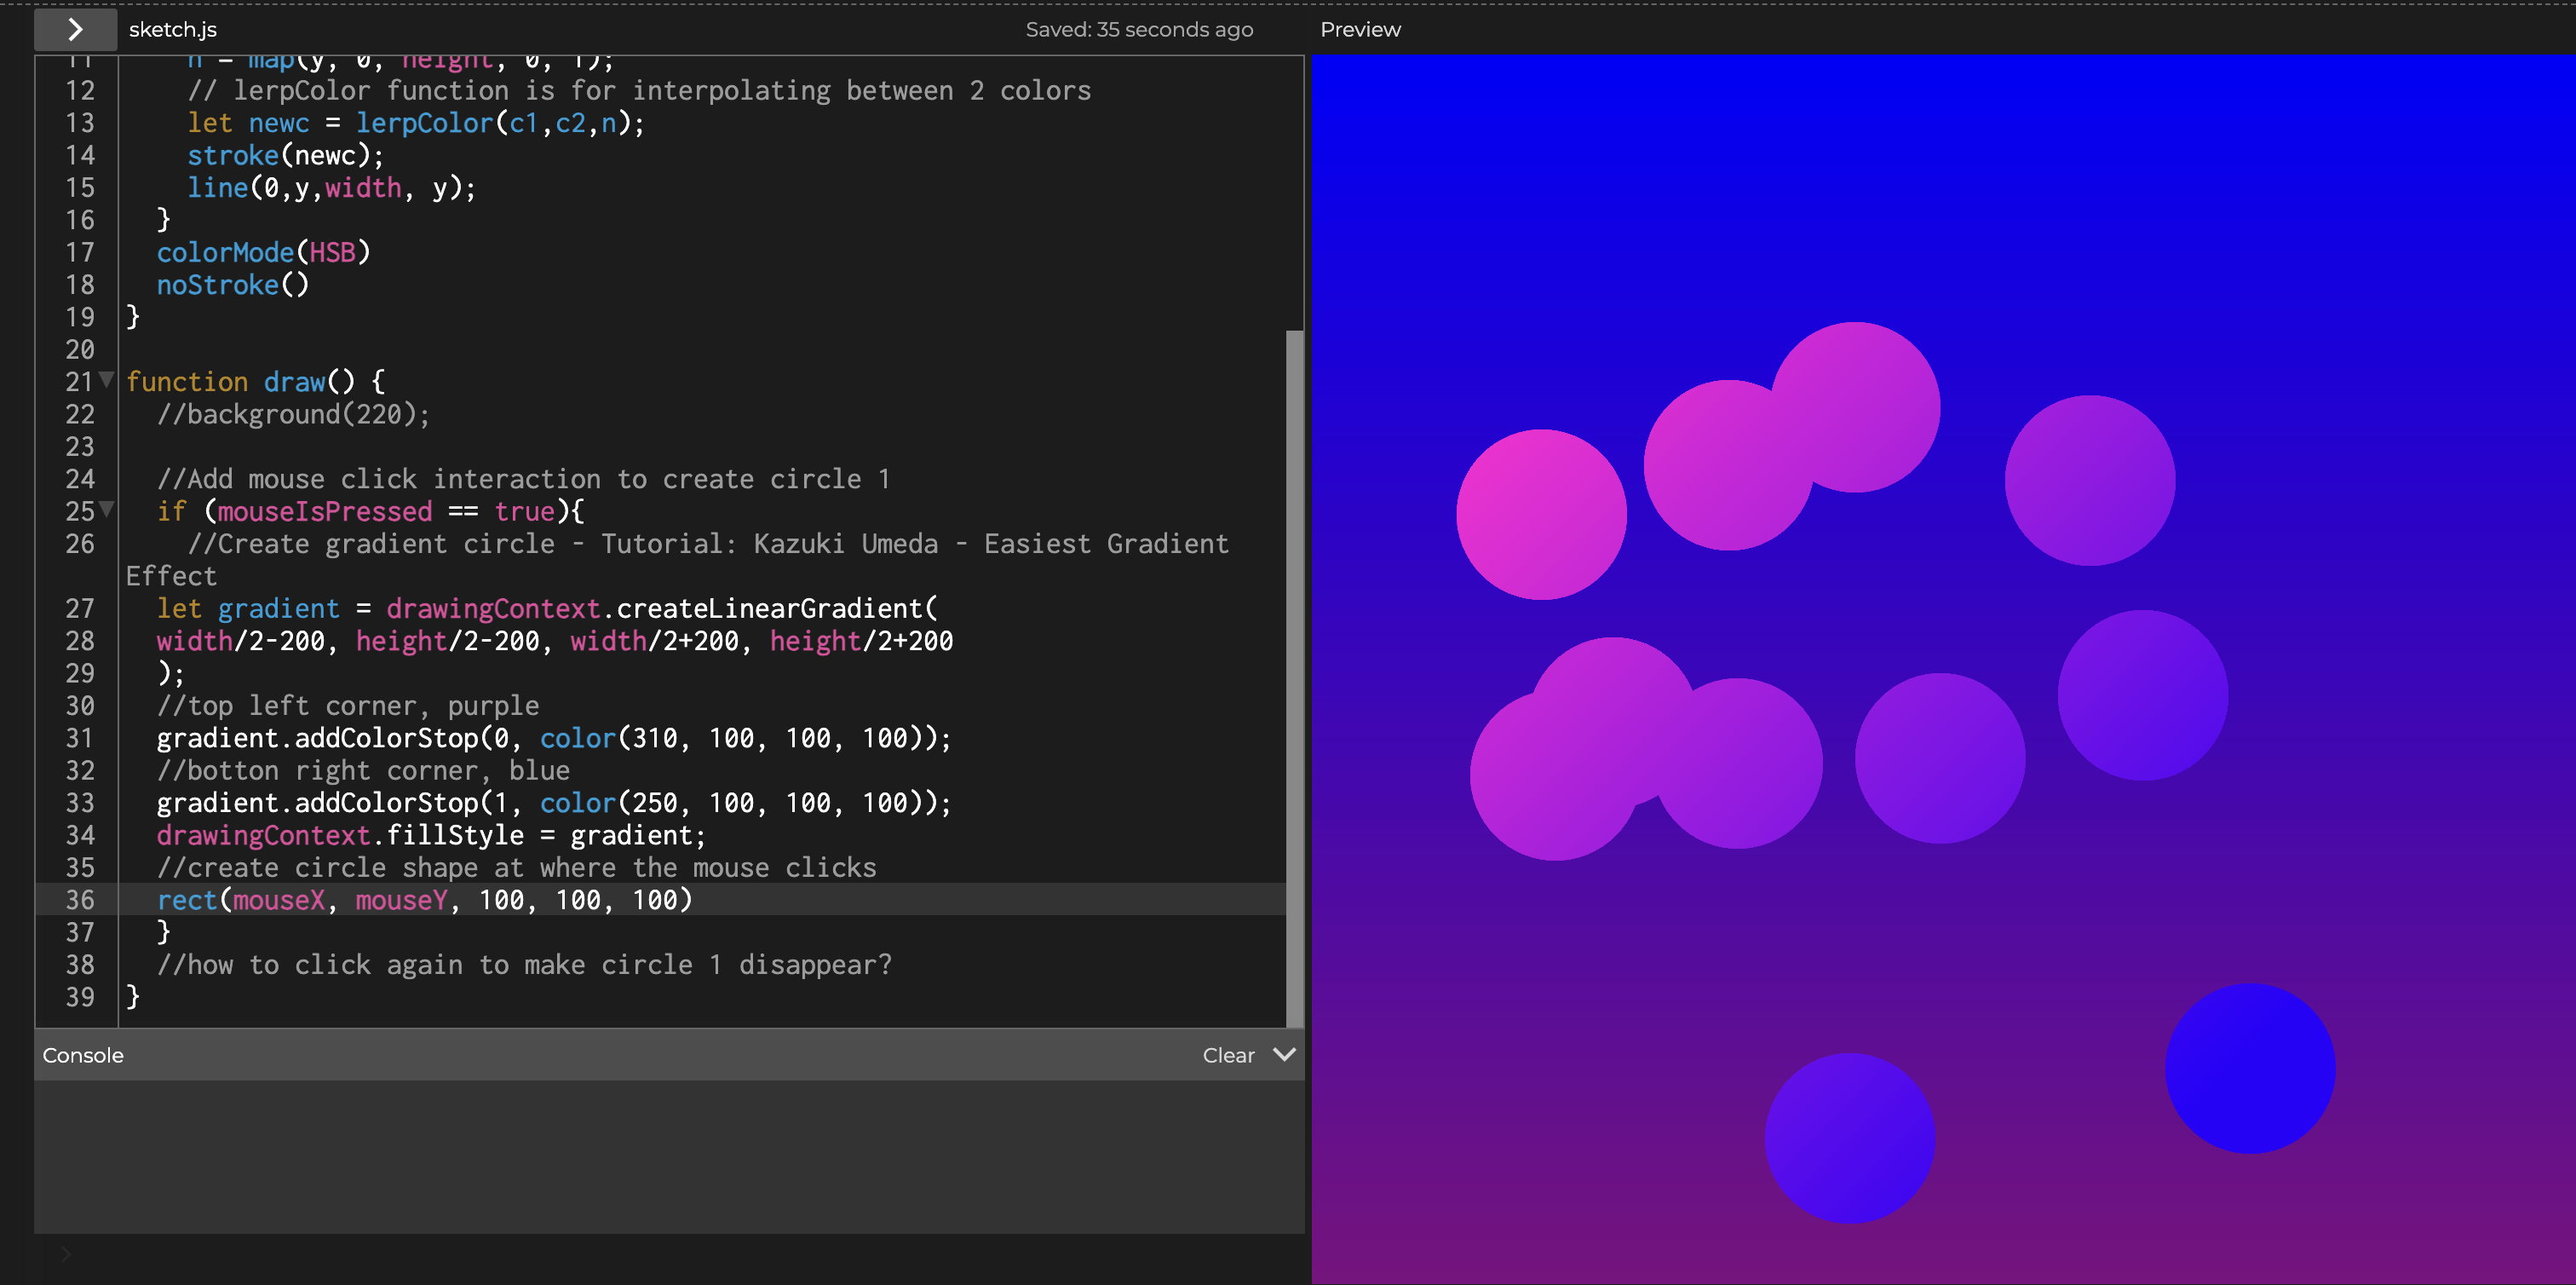 sketch.js
Saved: 35 seconds ago
Preview
11 n = map(y, 0, height, 0, 1);
12 // lerpColor function is for interpolating between 2 colors
13 let newc = lerpColor(c1,c2,n);
14 stroke(newc);
15 line(0,y,width, y);
16 }
17 colorMode(HSB)
18 noStroke()
19 }
20
21 function draw() {
22 //background(220);
23
24 //Add mouse click interaction to create circle 1
25 if (mouseIsPressed == true){
26 //Create gradient circle - Tutorial: Kazuki Umeda - Easiest Gradient
Effect
27 let gradient = drawingContext.createLinearGradient(
28 width/2-200, height/2-200, width/2+200, height/2+200
29 );
30 //top left corner, purple
31 gradient.addColorStop(0, color(310, 100, 100, 100));
32 //botton right corner, blue
33 gradient.addColorStop(1, color(250, 100, 100, 100));
34 drawingContext.fillStyle = gradient;
35 //create circle shape at where the mouse clicks
36 rect(mouseX, mouseY, 100, 100, 100)
37 }
38 //how to click again to make circle 1 disappear?
39 }
Console
Clear